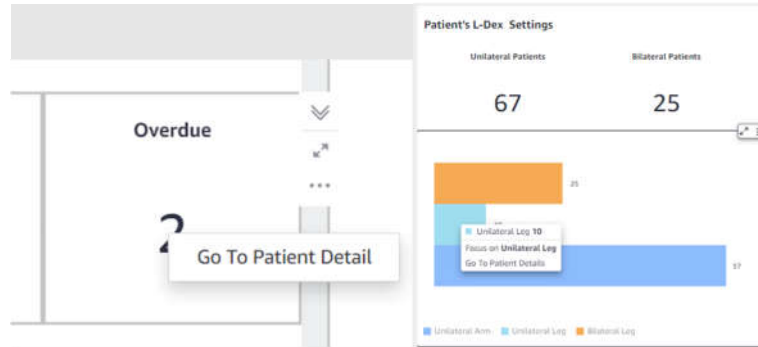 Overdue
2
Go To Patient Detail
Patient's L-Dex Settings
Unilateral Patients
Bilateral Patients
67
25
25
Unilateral Leg 10
Focus on Unilateral Leg
Go To Patient Details
57
Unilateral Arm
Unilateral Leg
Bilateral Leg